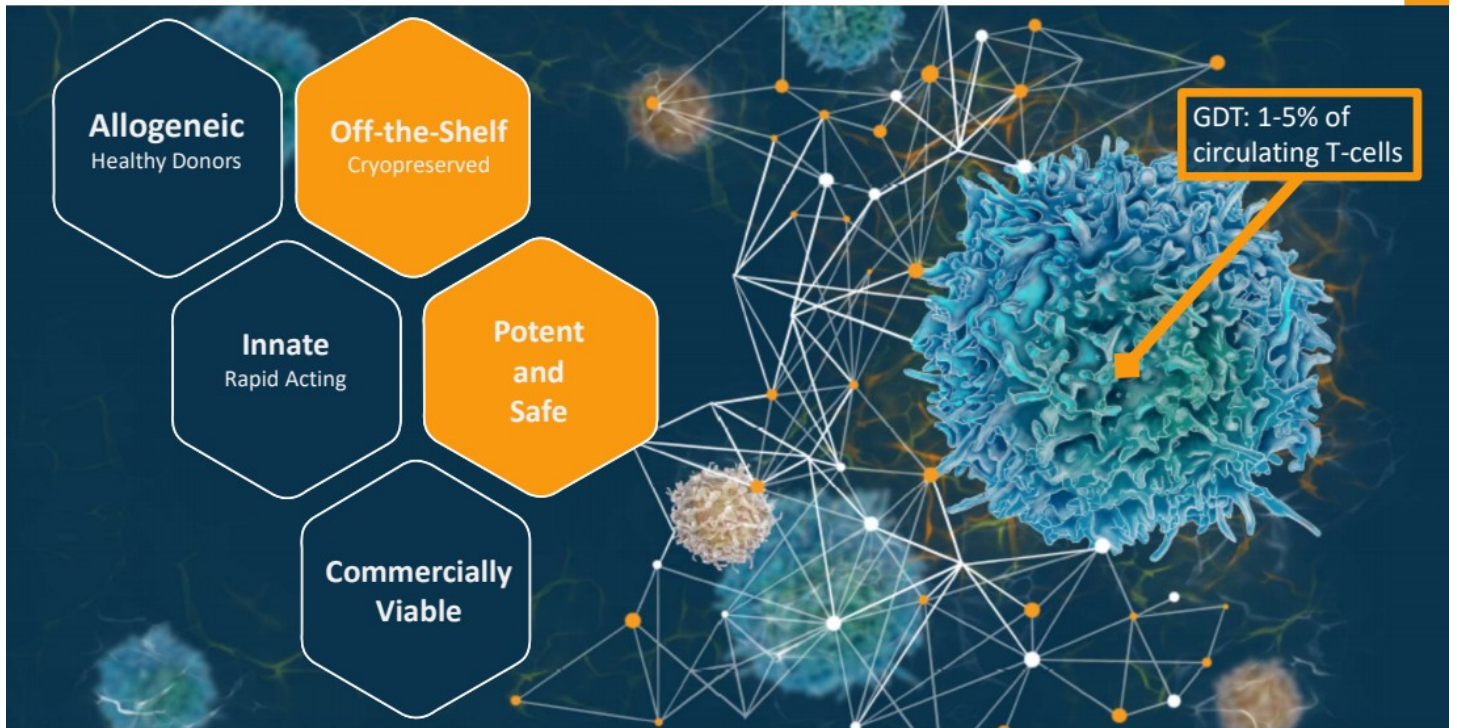 Allogeneic
Healthy Donors
Off-the-Shelf
Cryopreserved
Innate
Rapid Acting
Potent
and
Safe
Commercially
Viable
GDT: 1-5% of
circulating T-cells